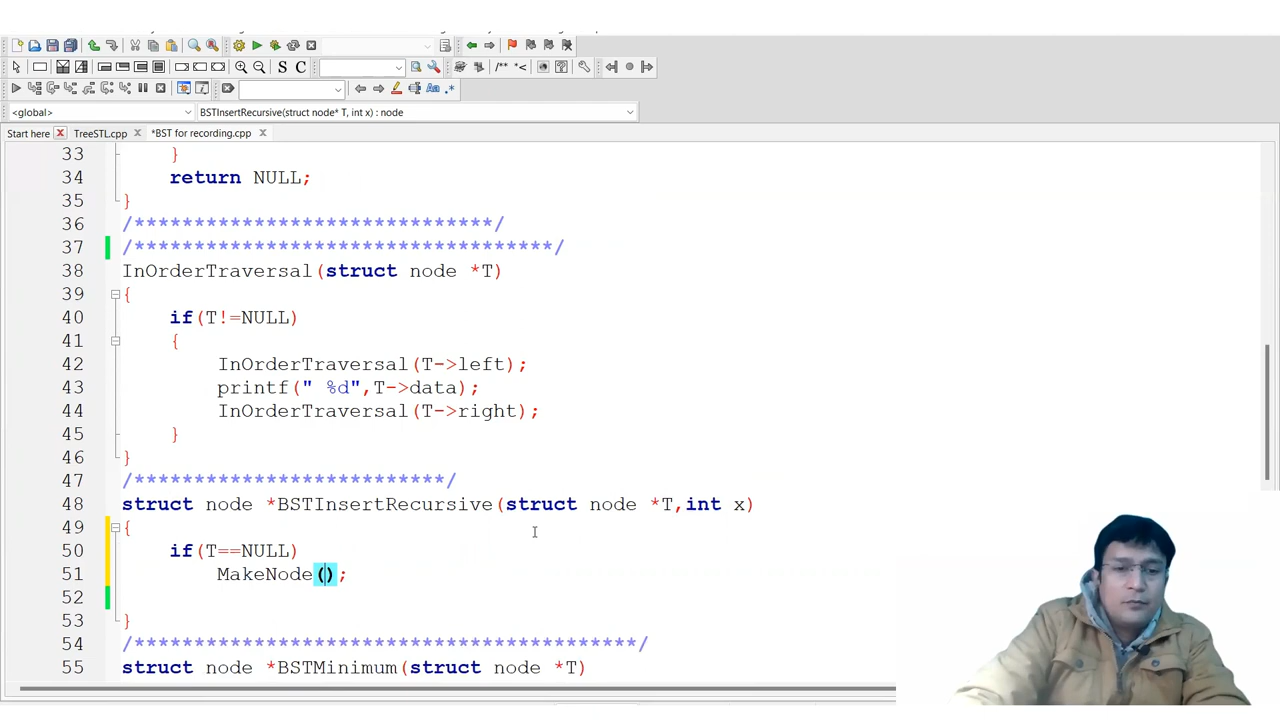 <global>
BSTInsertRecursive(struct node* T, int x) : node
Start here
TreeSTL.cpp
*BST for recording.cpp
33 }
34 return NULL;
35 }
36 /******************************/
37 /***********************************/
38 InOrderTraversal(struct node *T)
39 {
40 if(T!=NULL)
41 {
42 InOrderTraversal(T->left);
43 printf(" %d",T->data);
44 InOrderTraversal(T->right);
45 }
46 }
47 /**************************/
48 struct node *BSTInsertRecursive(struct node *T,int x)
49 {
50 if(T==NULL)
51 MakeNode();
52
53 }
54 /******************************************/
55 struct node *BSTMinimum(struct node *T)